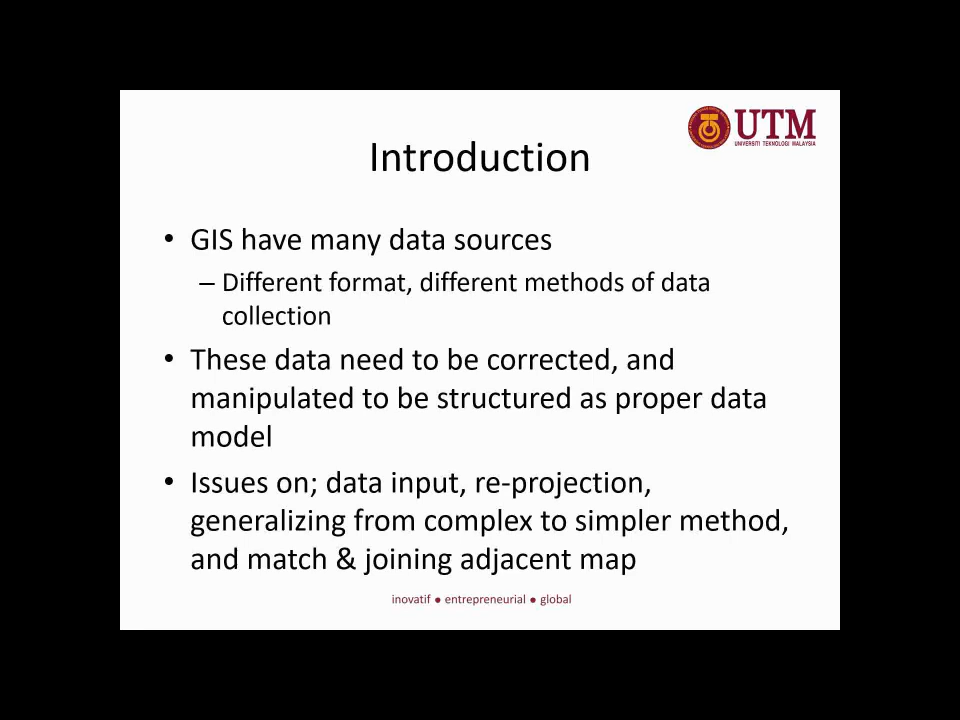 UTM
UNIVERSITI TEKNOLOGI MALAYSIA
Introduction
• GIS have many data sources
– Different format, different methods of data
collection
• These data need to be corrected, and
manipulated to be structured as proper data
model
• Issues on; data input, re-projection,
generalizing from complex to simpler method,
and match & joining adjacent map
inovatif ● entrepreneurial ● global